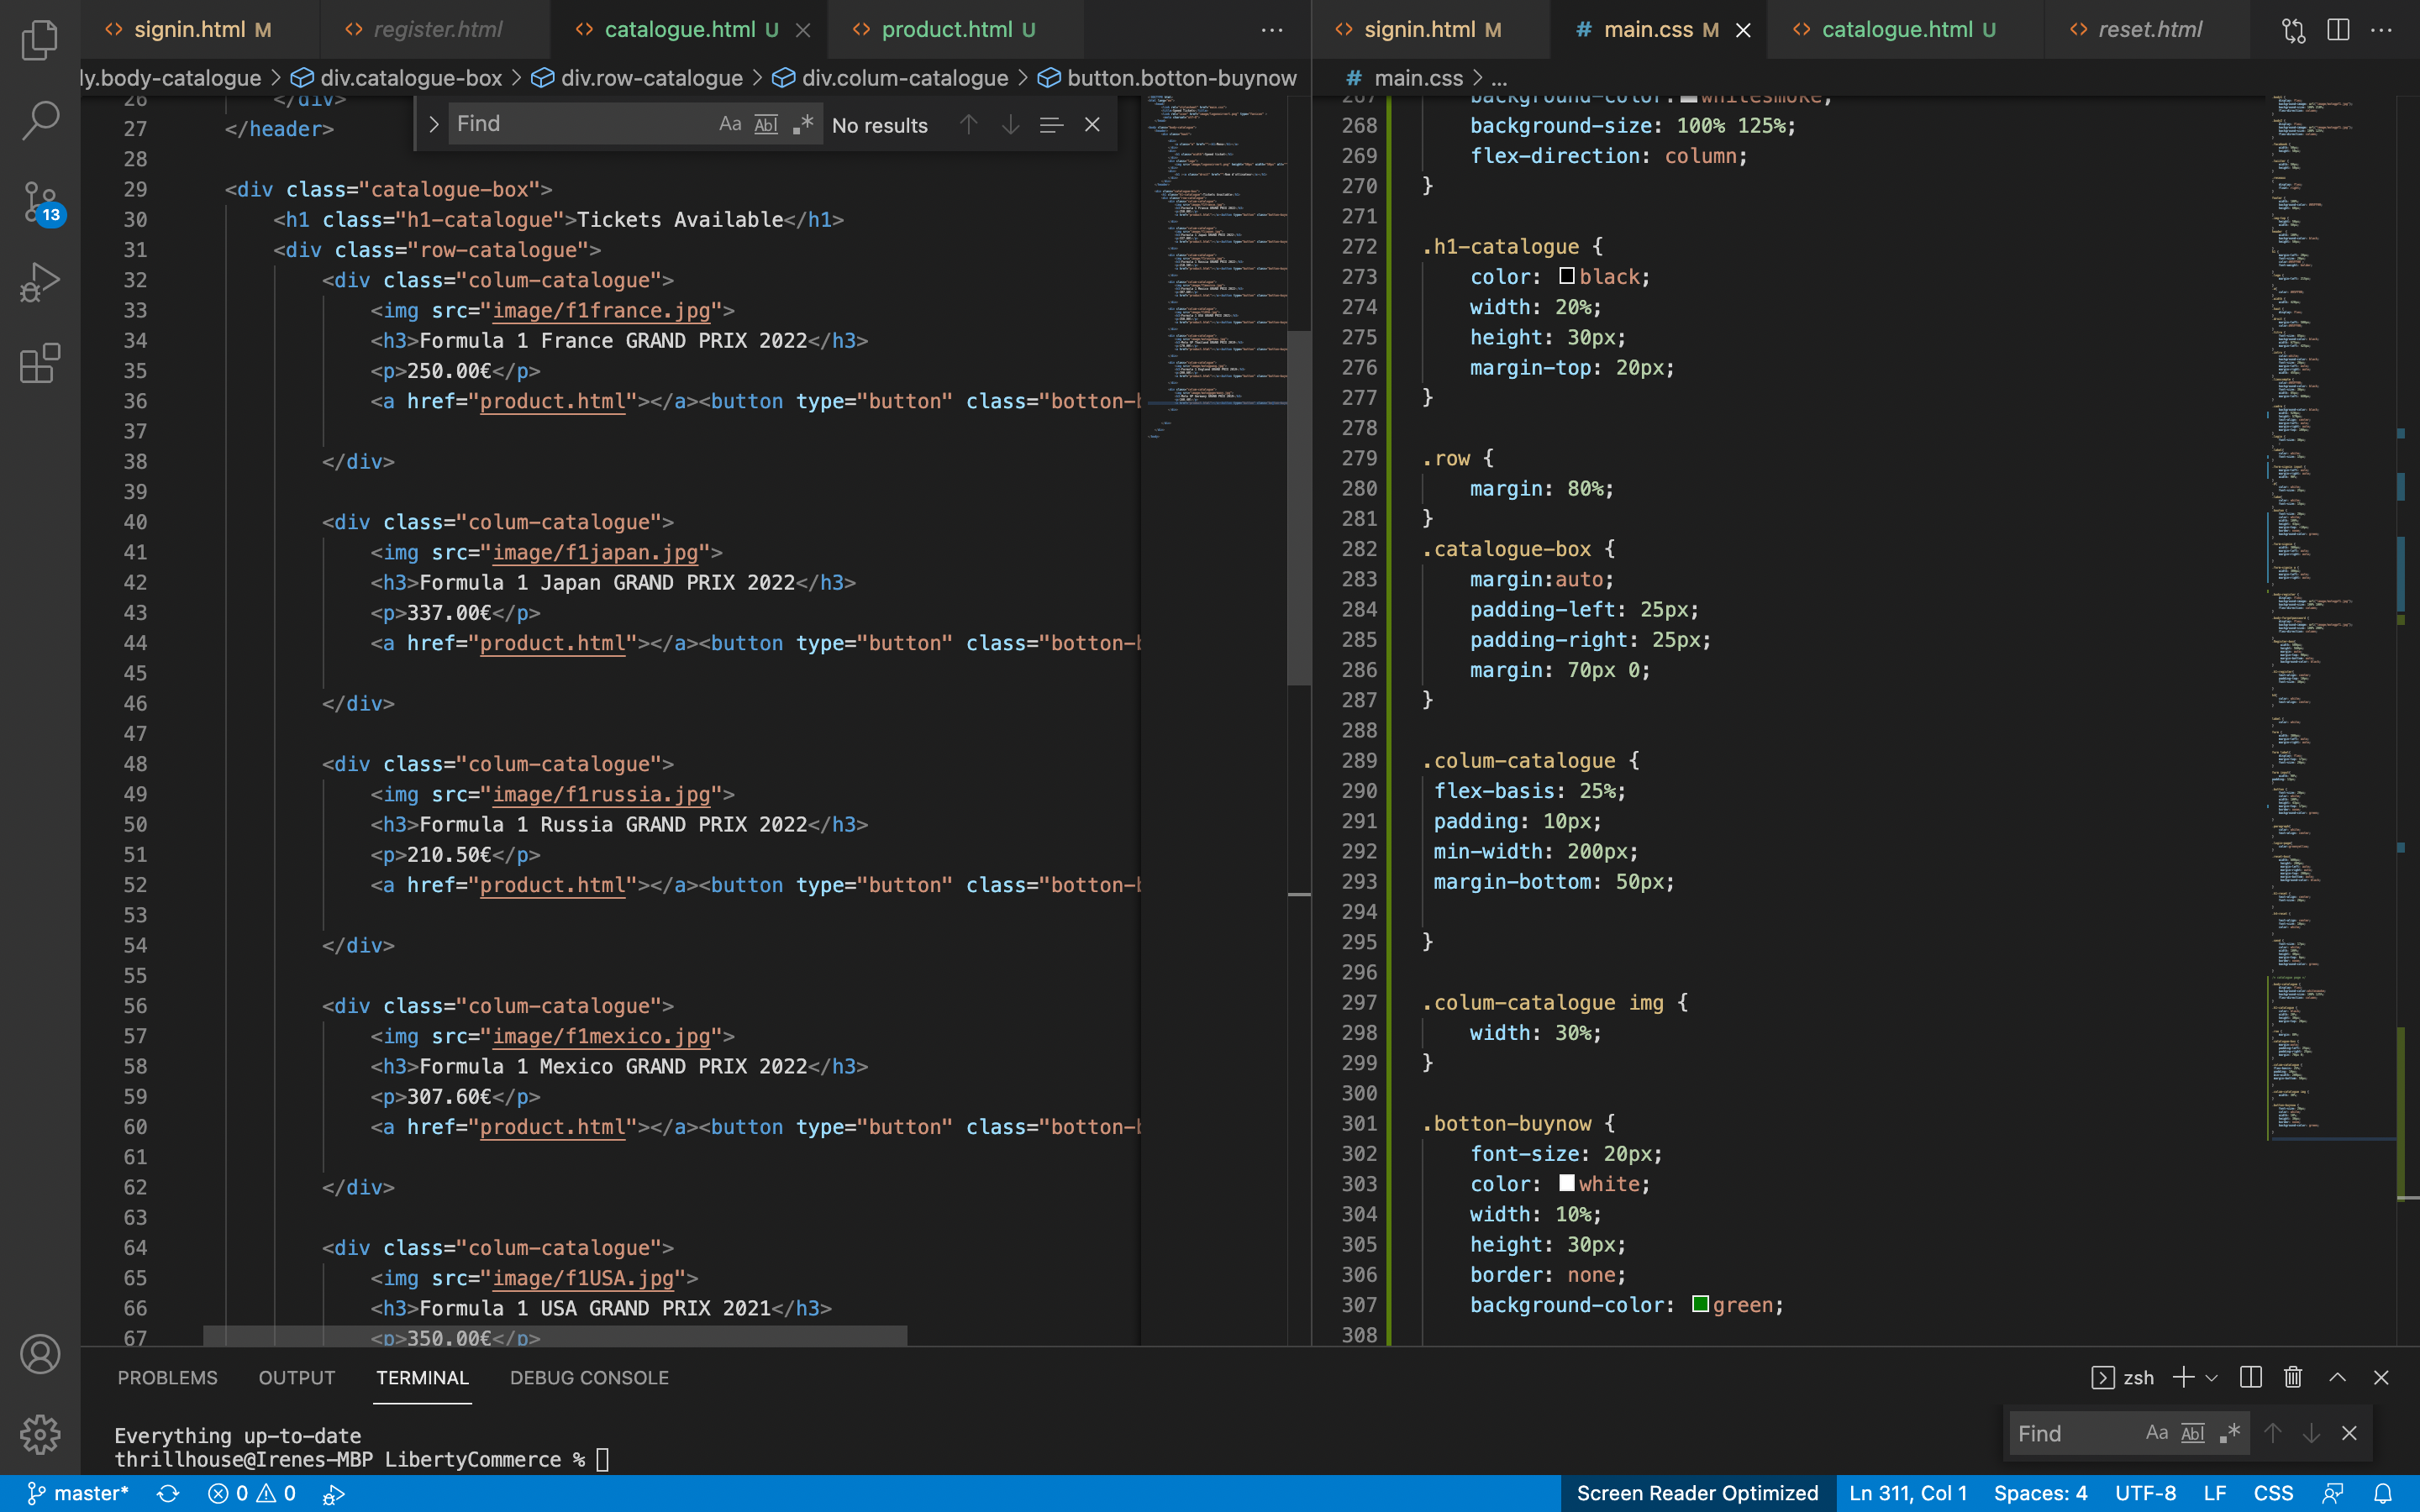 signin.html M
register.html
catalogue.html U
product.html U
ly.body-catalogue > div.catalogue-box > div.row-catalogue > div.colum-catalogue > button.botton-buynow
Find
Aa Abl .* No results
26 </div>
27 </header>
28
29 <div class="catalogue-box">
30 <h1 class="h1-catalogue">Tickets Available</h1>
31 <div class="row-catalogue">
32 <div class="colum-catalogue">
33 <img src="image/f1france.jpg">
34 <h3>Formula 1 France GRAND PRIX 2022</h3>
35 <p>250.00€</p>
36 <a href="product.html"></a><button type="button" class="botton-b
37
38 </div>
39
40 <div class="colum-catalogue">
41 <img src="image/f1japan.jpg">
42 <h3>Formula 1 Japan GRAND PRIX 2022</h3>
43 <p>337.00€</p>
44 <a href="product.html"></a><button type="button" class="botton-b
45
46 </div>
47
48 <div class="colum-catalogue">
49 <img src="image/f1russia.jpg">
50 <h3>Formula 1 Russia GRAND PRIX 2022</h3>
51 <p>210.50€</p>
52 <a href="product.html"></a><button type="button" class="botton-b
53
54 </div>
55
56 <div class="colum-catalogue">
57 <img src="image/f1mexico.jpg">
58 <h3>Formula 1 Mexico GRAND PRIX 2022</h3>
59 <p>307.60€</p>
60 <a href="product.html"></a><button type="button" class="botton-b
61
62 </div>
63
64 <div class="colum-catalogue">
65 <img src="image/f1USA.jpg">
66 <h3>Formula 1 USA GRAND PRIX 2021</h3>
67 <p>350.00€</p>
signin.html M
# main.css M
catalogue.html U
reset.html
# main.css > ...
267 background-color: whitesmoke;
268 background-size: 100% 125%;
269 flex-direction: column;
270 }
271
272 .h1-catalogue {
273 color: black;
274 width: 20%;
275 height: 30px;
276 margin-top: 20px;
277 }
278
279 .row {
280 margin: 80%;
281 }
282 .catalogue-box {
283 margin:auto;
284 padding-left: 25px;
285 padding-right: 25px;
286 margin: 70px 0;
287 }
288
289 .colum-catalogue {
290 flex-basis: 25%;
291 padding: 10px;
292 min-width: 200px;
293 margin-bottom: 50px;
294
295 }
296
297 .colum-catalogue img {
298 width: 30%;
299 }
300
301 .botton-buynow {
302 font-size: 20px;
303 color: white;
304 width: 10%;
305 height: 30px;
306 border: none;
307 background-color: green;
308
13
PROBLEMS OUTPUT TERMINAL DEBUG CONSOLE
zsh
Find Aa Abl .*
Everything up-to-date
thrillhouse@Irenes-MBP LibertyCommerce %
master* 0 0 Screen Reader Optimized Ln 311, Col 1 Spaces: 4 UTF-8 LF CSS